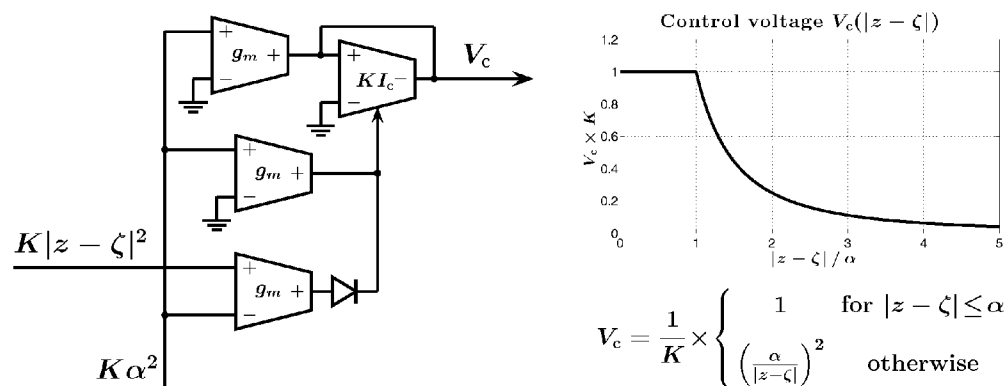 +
g_m +
−
+
KI_c −
−
V_c
+
g_m +
−
K|z − ζ|²
+
g_m +
−
Kα²
Control voltage V_c(|z − ζ|)
1.2
1
0.8
0.6
0.4
0.2
0
V_c × K
0 1 2 3 4 5
|z − ζ| / α
V_c = 1/K × { 1 for |z − ζ| ≤ α
(α/|z−ζ|)² otherwise